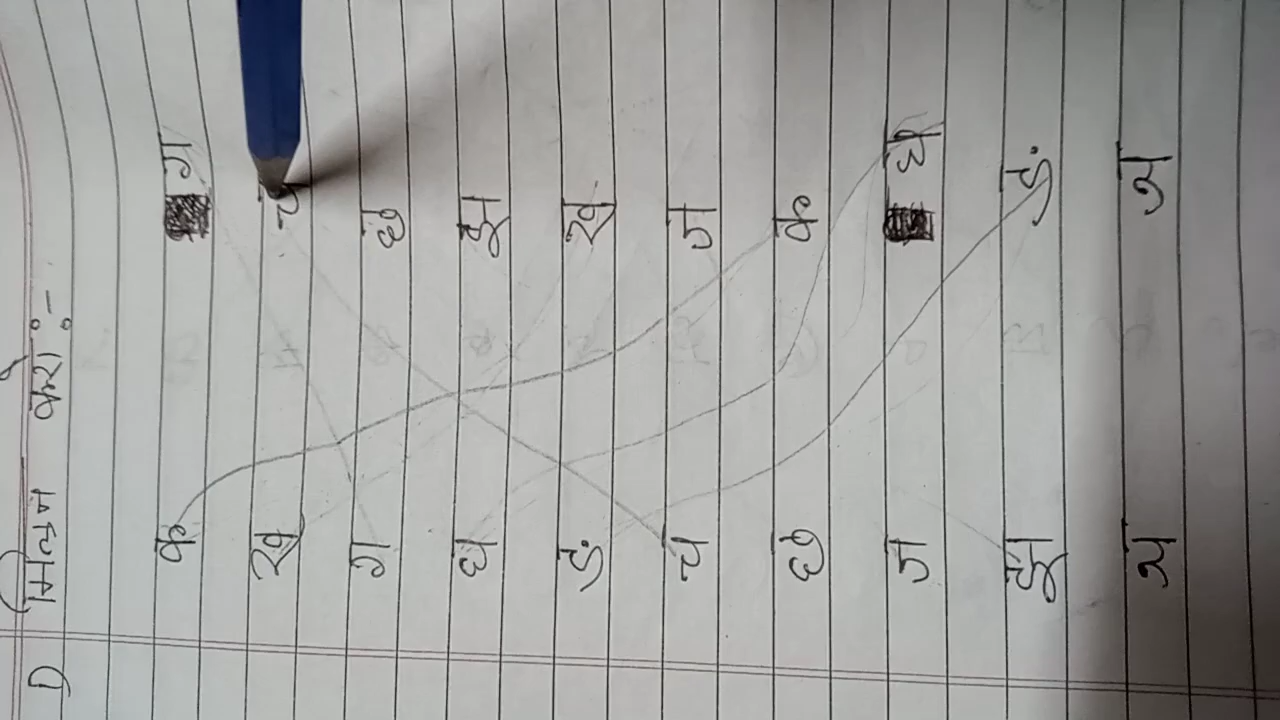 D मिलान करो :-
क ग
ख च
ग छ
घ झ
ङ ख
च ज
छ क
ज घ
झ ङ
ञ ञ